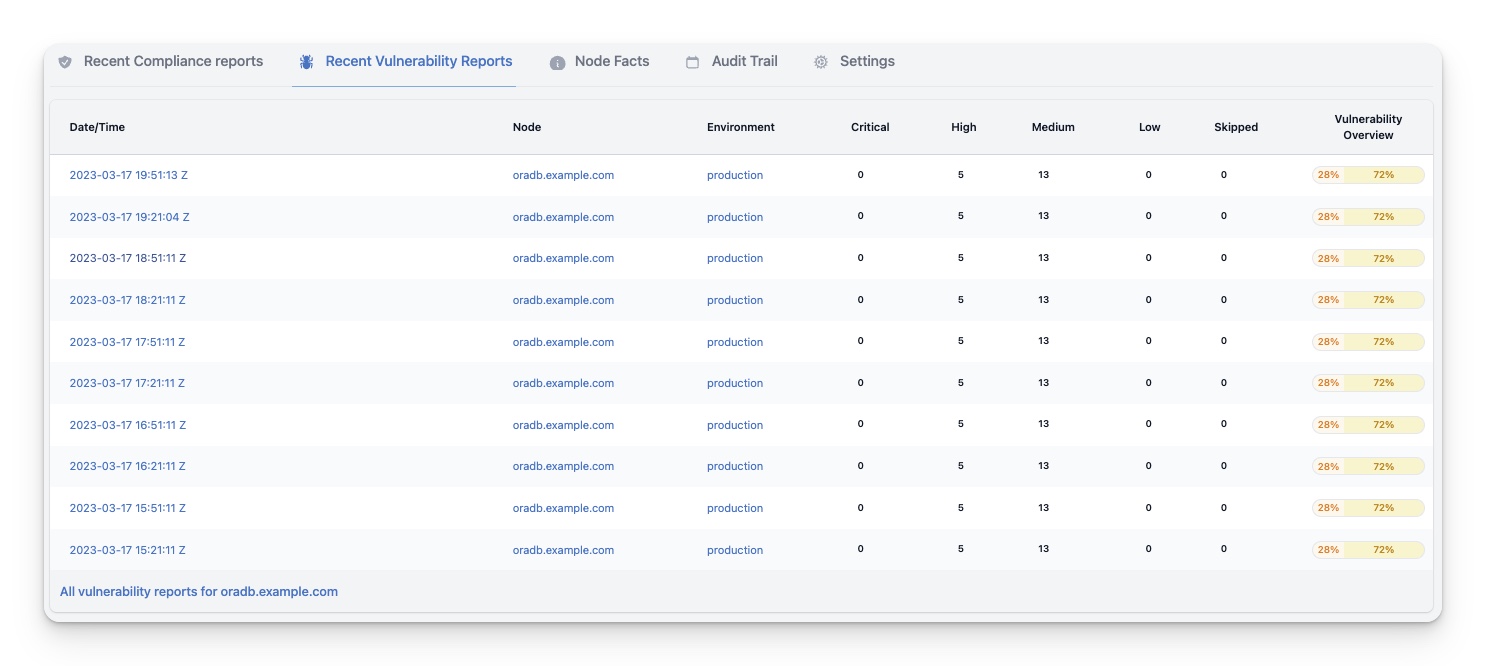 Recent Compliance reports Recent Vulnerability Reports Node Facts Audit Trail Settings
Date/Time Node Environment Critical High Medium Low Skipped Vulnerability Overview
2023-03-17 19:51:13 Z oradb.example.com production 0 5 13 0 0 28% 72%
2023-03-17 19:21:04 Z oradb.example.com production 0 5 13 0 0 28% 72%
2023-03-17 18:51:11 Z oradb.example.com production 0 5 13 0 0 28% 72%
2023-03-17 18:21:11 Z oradb.example.com production 0 5 13 0 0 28% 72%
2023-03-17 17:51:11 Z oradb.example.com production 0 5 13 0 0 28% 72%
2023-03-17 17:21:11 Z oradb.example.com production 0 5 13 0 0 28% 72%
2023-03-17 16:51:11 Z oradb.example.com production 0 5 13 0 0 28% 72%
2023-03-17 16:21:11 Z oradb.example.com production 0 5 13 0 0 28% 72%
2023-03-17 15:51:11 Z oradb.example.com production 0 5 13 0 0 28% 72%
2023-03-17 15:21:11 Z oradb.example.com production 0 5 13 0 0 28% 72%
All vulnerability reports for oradb.example.com